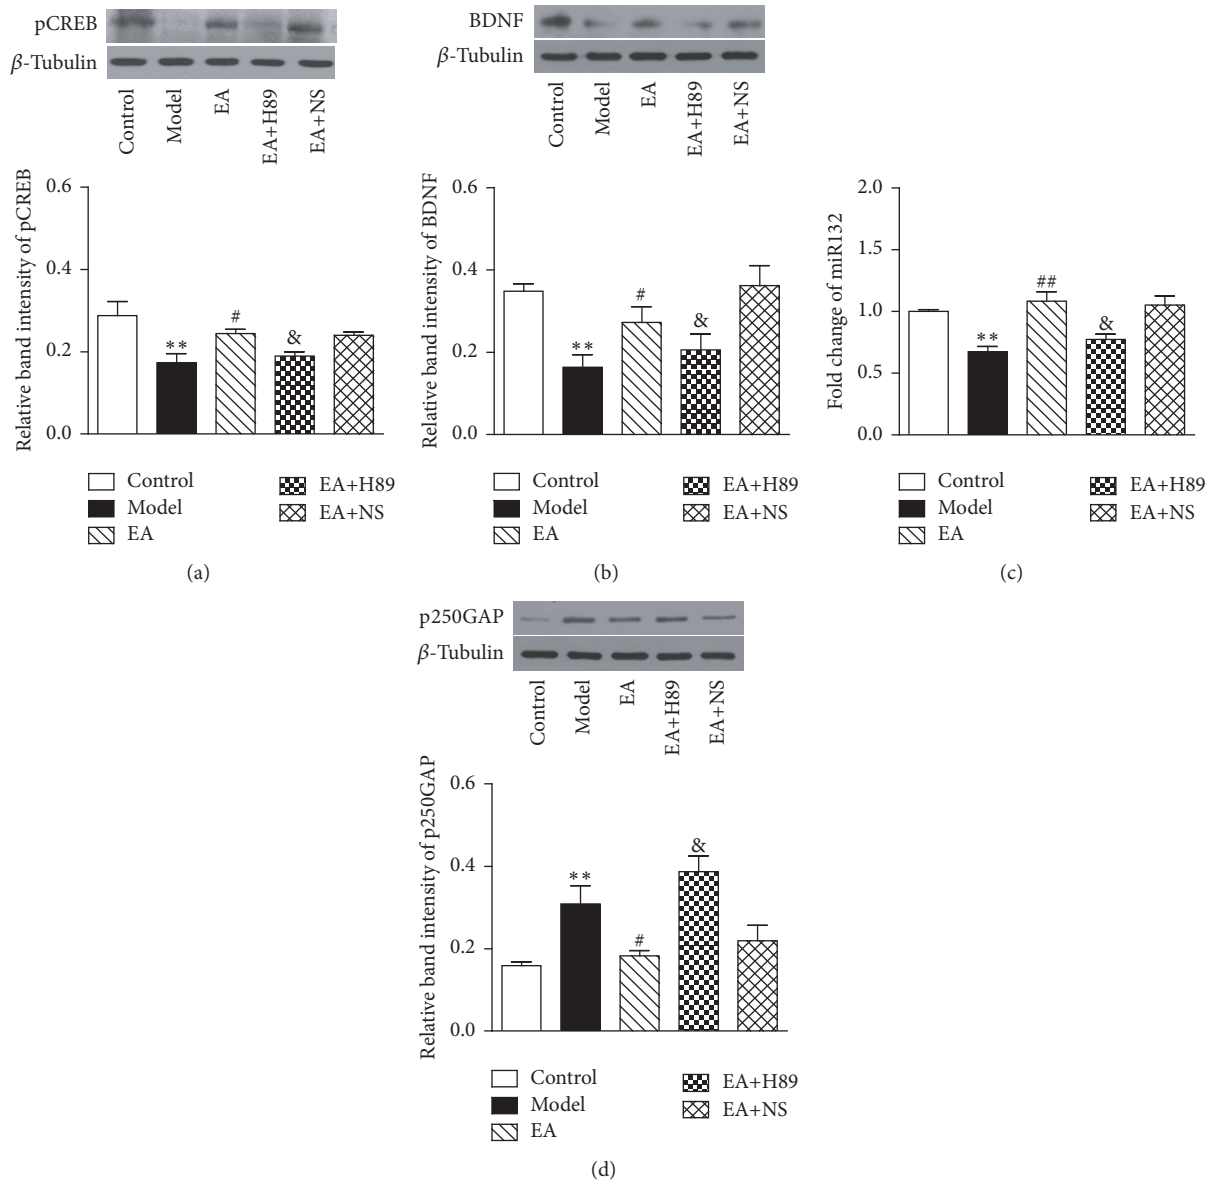 pCREB
β-Tubulin
Control
Model
EA
EA+H89
EA+NS
Relative band intensity of pCREB
0.6
0.4
0.2
0.0
**
#
&
Control
Model
EA
EA+H89
EA+NS
(a)
BDNF
β-Tubulin
Control
Model
EA
EA+H89
EA+NS
Relative band intensity of BDNF
0.6
0.4
0.2
0.0
**
#
&
Control
Model
EA
EA+H89
EA+NS
(b)
Fold change of miR132
2.0
1.5
1.0
0.5
0.0
**
##
&
Control
Model
EA
EA+H89
EA+NS
(c)
p250GAP
β-Tubulin
Control
Model
EA
EA+H89
EA+NS
Relative band intensity of p250GAP
0.6
0.4
0.2
0.0
**
#
&
Control
Model
EA
EA+H89
EA+NS
(d)